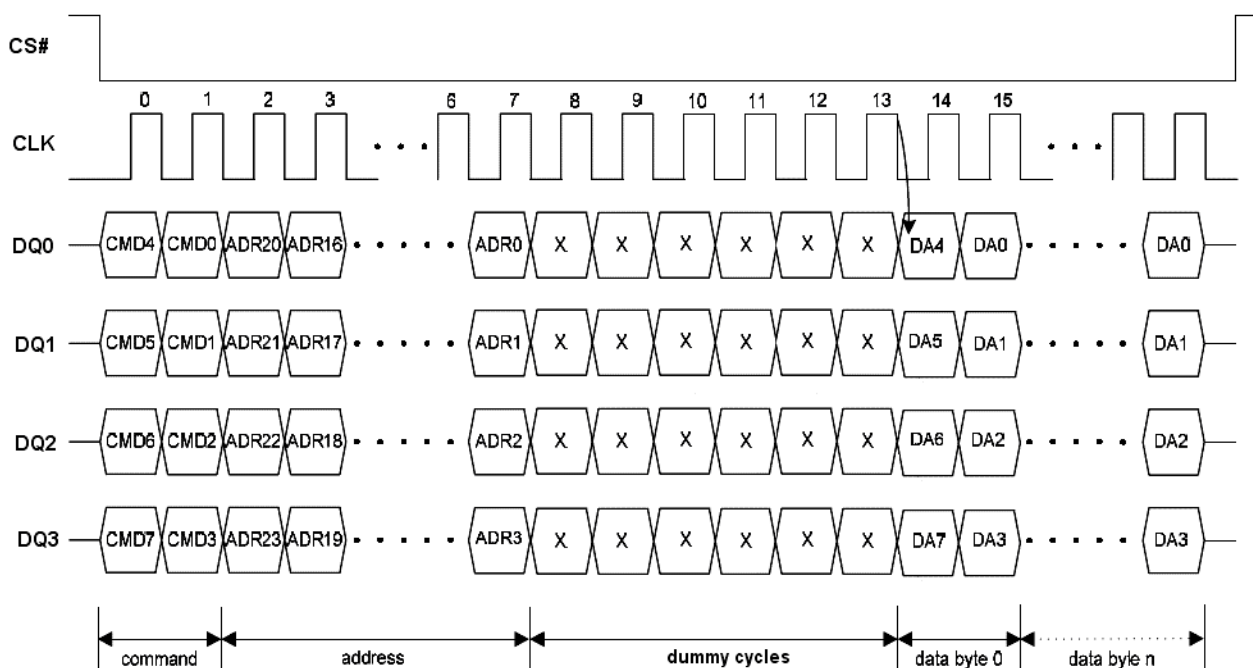 CS#
0 1 2 3 6 7 8 9 10 11 12 13 14 15
CLK
DQ0 CMD4 CMD0 ADR20 ADR16 ADR0 X X X X X X DA4 DA0 DA0
DQ1 CMD5 CMD1 ADR21 ADR17 ADR1 X X X X X X DA5 DA1 DA1
DQ2 CMD6 CMD2 ADR22 ADR18 ADR2 X X X X X X DA6 DA2 DA2
DQ3 CMD7 CMD3 ADR23 ADR19 ADR3 X X X X X X DA7 DA3 DA3
command address dummy cycles data byte 0 data byte n